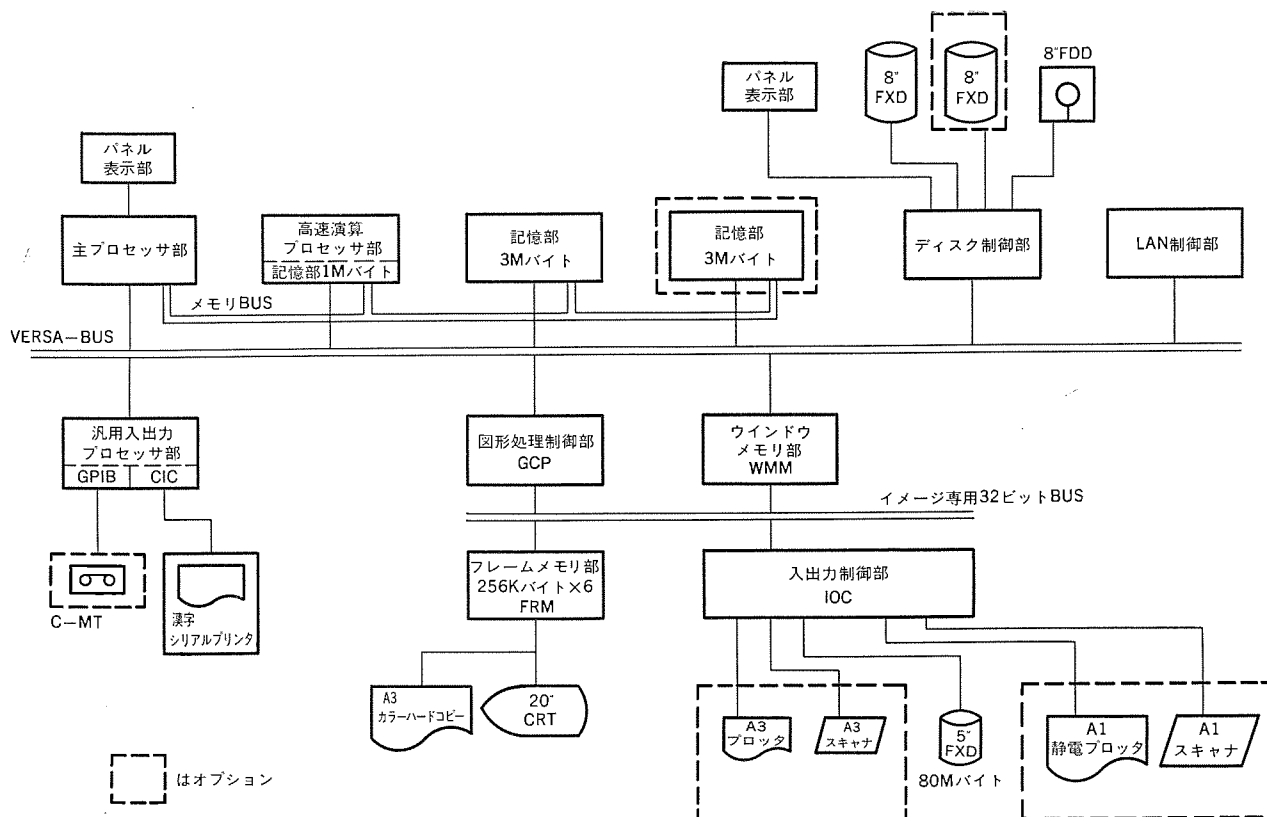 パネル
表示部
8"
FXD
8"
FXD
8"FDD
パネル
表示部
主プロセッサ部
高速演算
プロセッサ部
記憶部1Mバイト
記憶部
3Mバイト
記憶部
3Mバイト
ディスク制御部
LAN制御部
メモリBUS
VERSA-BUS
汎用入出力
プロセッサ部
GPIB
CIC
図形処理制御部
GCP
ウインドウ
メモリ部
WMM
イメージ専用32ビットBUS
C-MT
漢字
シリアルプリンタ
フレームメモリ部
256Kバイト×6
FRM
入出力制御部
IOC
A3
カラーハードコピー
20"
CRT
A3
プロッタ
A3
スキャナ
5"
FXD
80Mバイト
A1
静電プロッタ
A1
スキャナ
はオプション